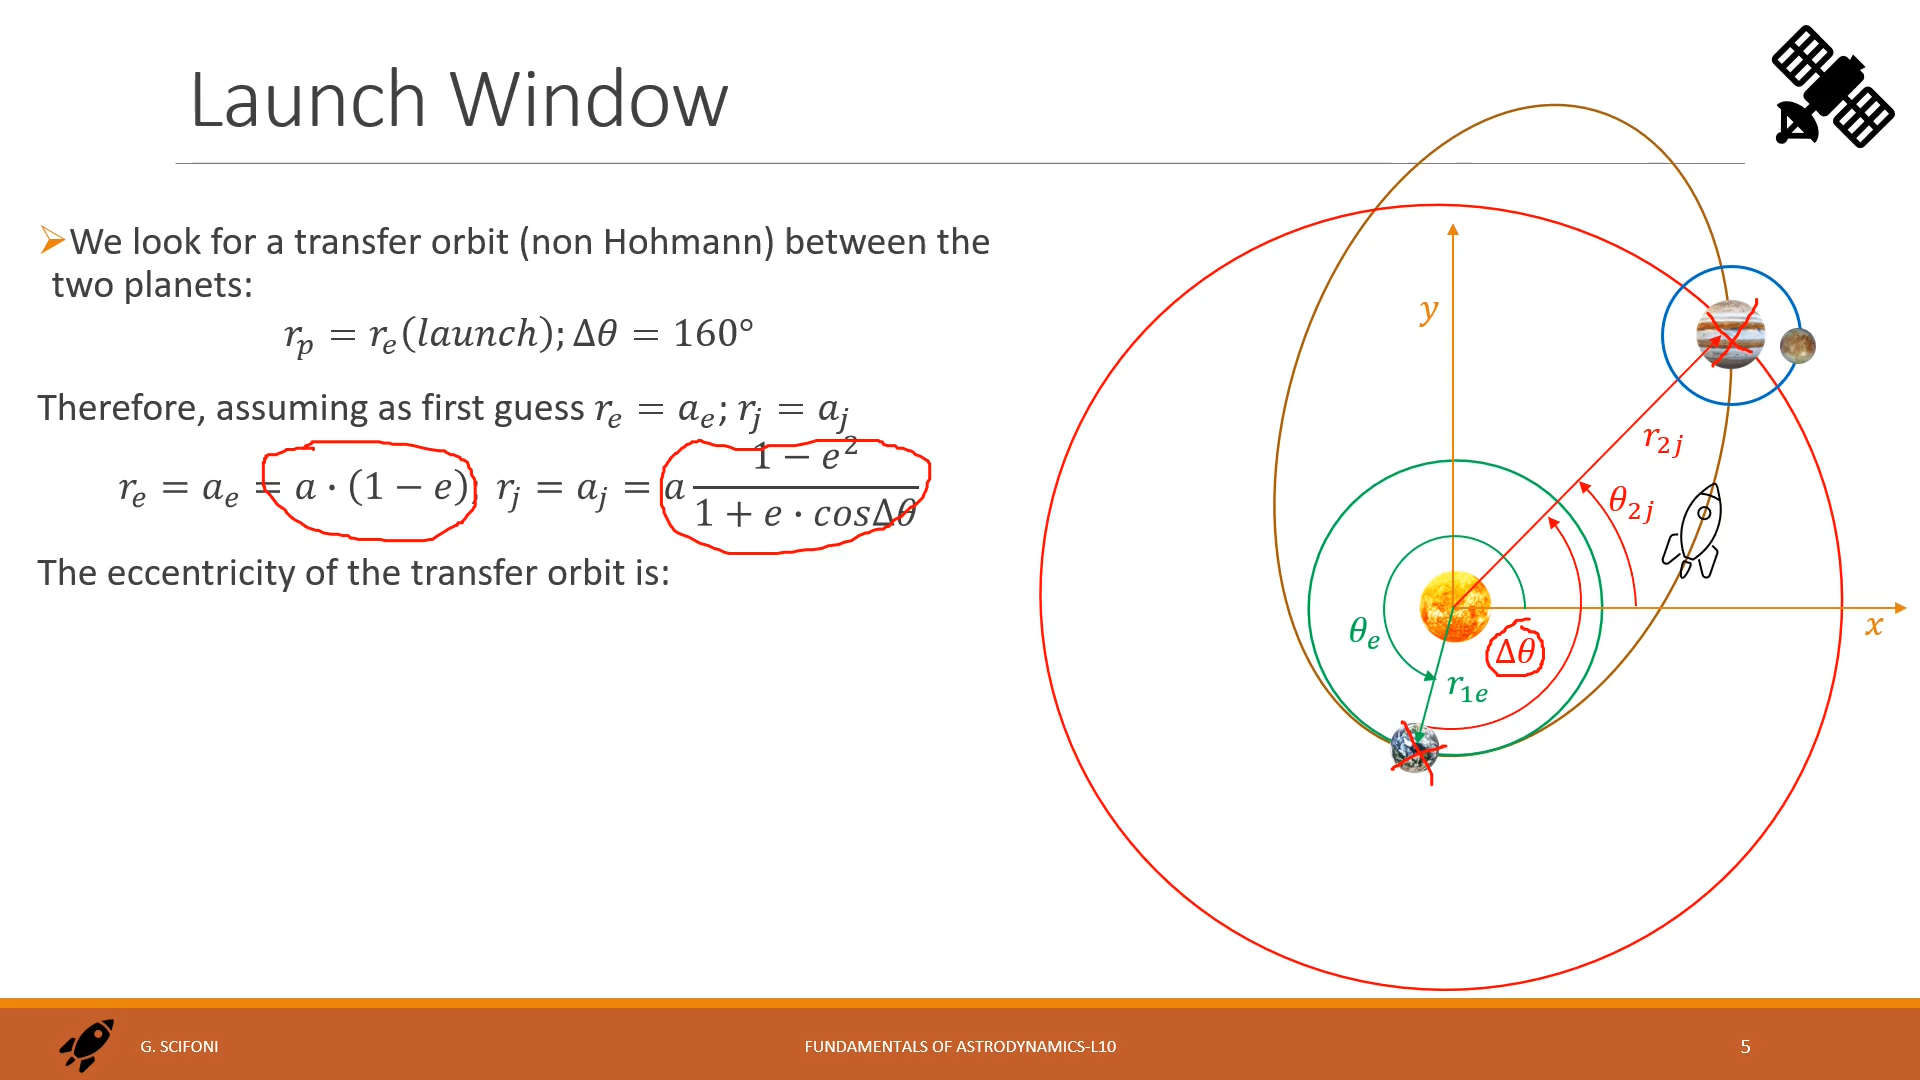 Launch Window
We look for a transfer orbit (non Hohmann) between the
two planets:
r_p = r_e(launch); Δθ = 160°
Therefore, assuming as first guess r_e = a_e; r_j = a_j
r_e = a_e = a · (1 − e); r_j = a_j = a (1 − e²)/(1 + e · cosΔθ)
The eccentricity of the transfer orbit is:
y
r_2j
θ_2j
θ_e
Δθ
x
r_1e
G. SCIFONI
FUNDAMENTALS OF ASTRODYNAMICS-L10
5